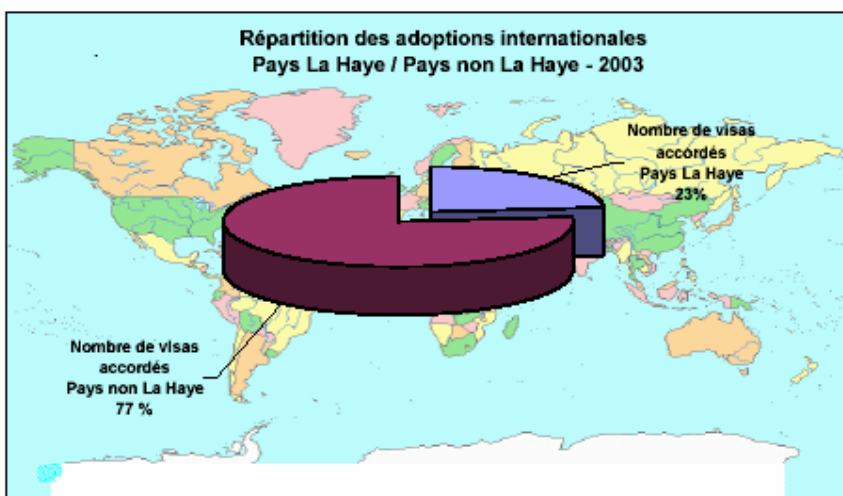 Répartition des adoptions internationales
Pays La Haye / Pays non La Haye - 2003
Nombre de visas
accordés
Pays La Haye
23%
Nombre de visas
accordés
Pays non La Haye
77 %